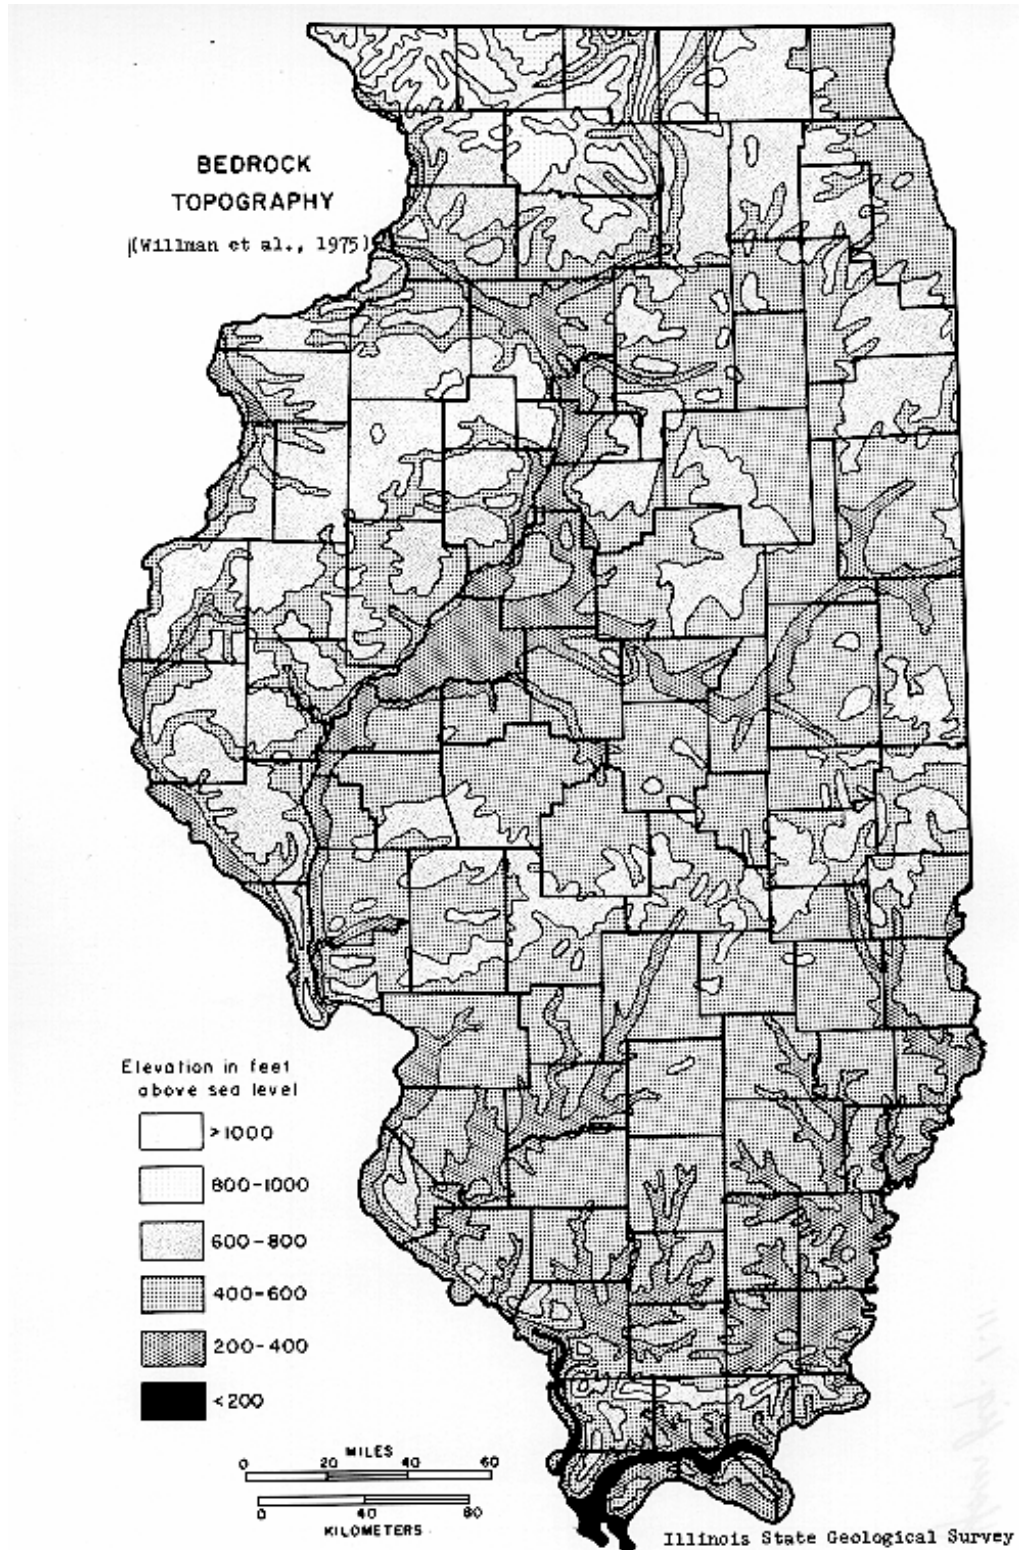 BEDROCK
TOPOGRAPHY
(Willman et al., 1975)
Elevation in feet
above sea level
>1000
800-1000
600-800
400-600
200-400
<200
MILES
0 20 40 60
0 40 80
KILOMETERS
Illinois State Geological Survey